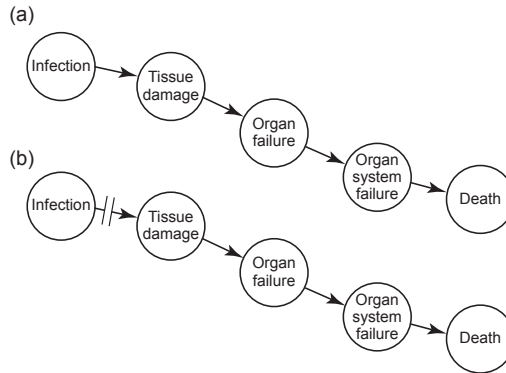 (a)
Infection
Tissue
damage
Organ
failure
Organ
system
failure
Death
(b)
Infection
Tissue
damage
Organ
failure
Organ
system
failure
Death